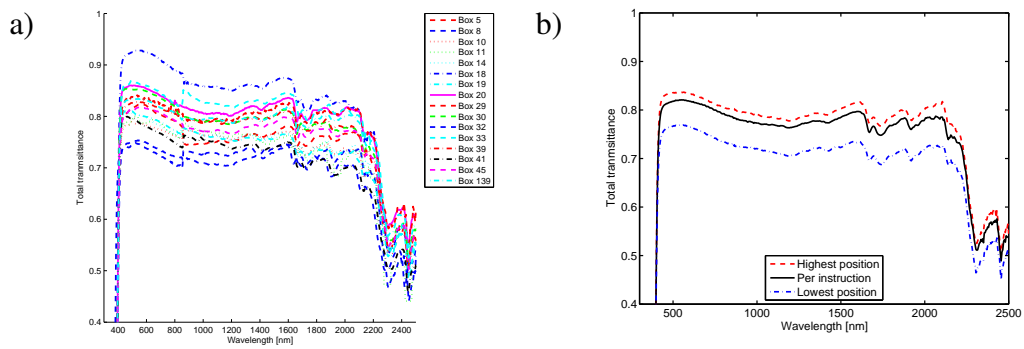 a)
1
0.9
0.8
0.7
0.6
0.5
0.4
400 600 800 1000 1200 1400 1600 1800 2000 2200 2400
Wavelength [nm]
Total tranmsittance
Box 5
Box 8
Box 10
Box 11
Box 14
Box 18
Box 19
Box 20
Box 29
Box 30
Box 32
Box 33
Box 39
Box 41
Box 45
Box 139
b)
1
0.9
0.8
0.7
0.6
0.5
0.4
500 1000 1500 2000 2500
Wavelength [nm]
Total tranmsittance
Highest position
Per instruction
Lowest position